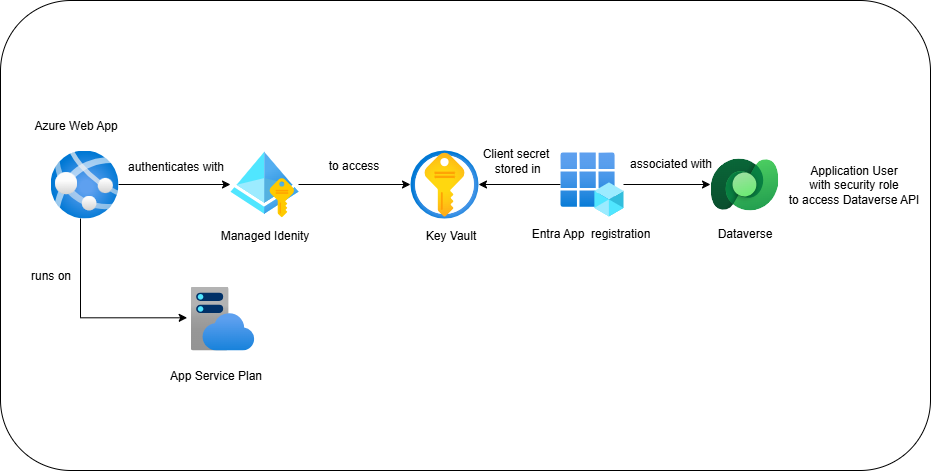 Azure Web App
authenticates with
to access
Client secret
stored in
associated with
Application User
with security role
to access Dataverse API
Managed Idenity
Key Vault
Entra App registration
Dataverse
runs on
App Service Plan